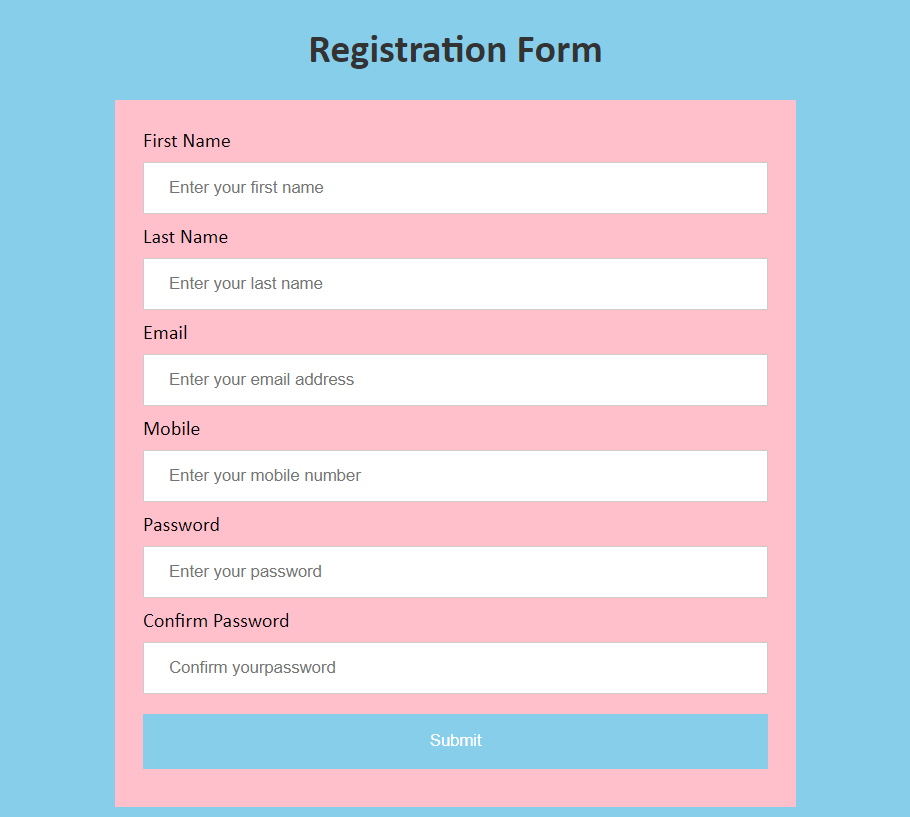 Registration Form
First Name
Enter your first name
Last Name
Enter your last name
Email
Enter your email address
Mobile
Enter your mobile number
Password
Enter your password
Confirm Password
Confirm yourpassword
Submit